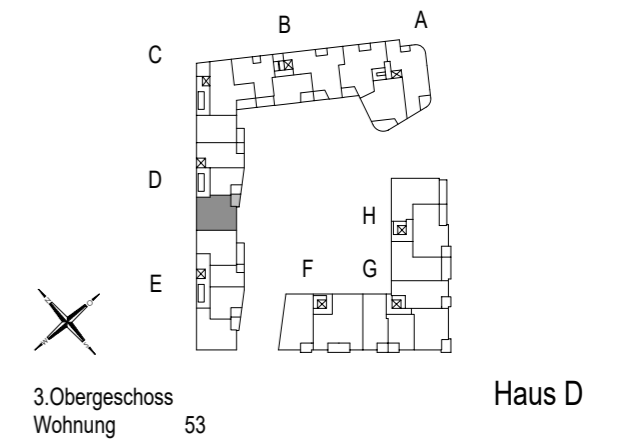 A
B
C
D
H
E
F G
N O
W S
3.Obergeschoss
Haus D
Wohnung 53